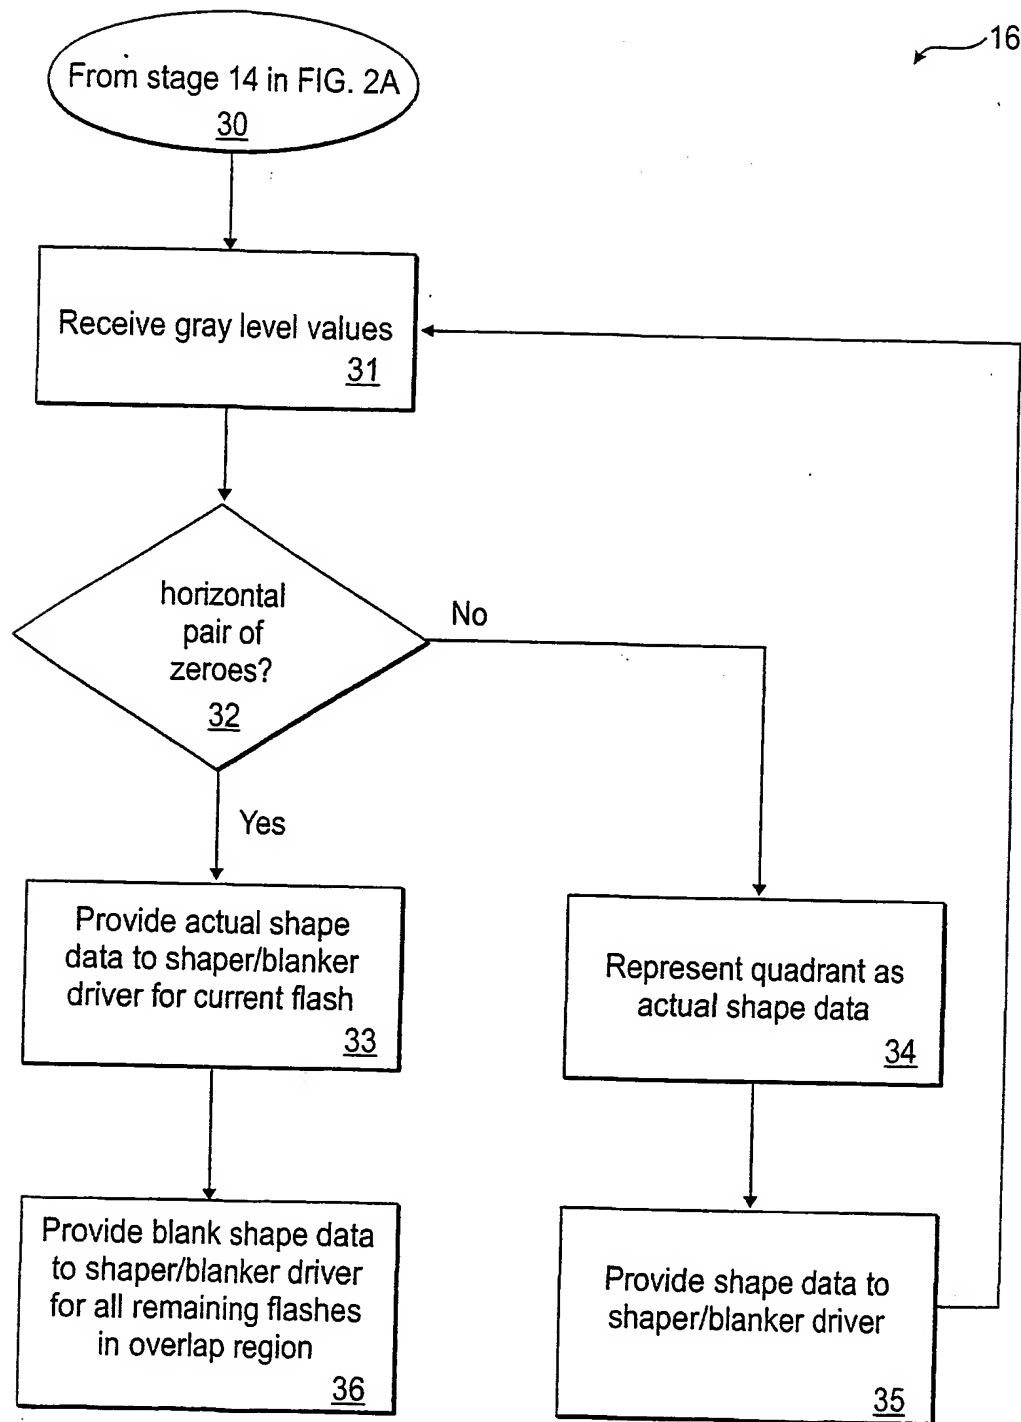 16
From stage 14 in FIG. 2A
30
Receive gray level values
31
horizontal
pair of
zeroes?
32
No
Yes
Provide actual shape
data to shaper/blanker
driver for current flash
33
Represent quadrant as
actual shape data
34
Provide blank shape data
to shaper/blanker driver
for all remaining flashes
in overlap region
36
Provide shape data to
shaper/blanker driver
35